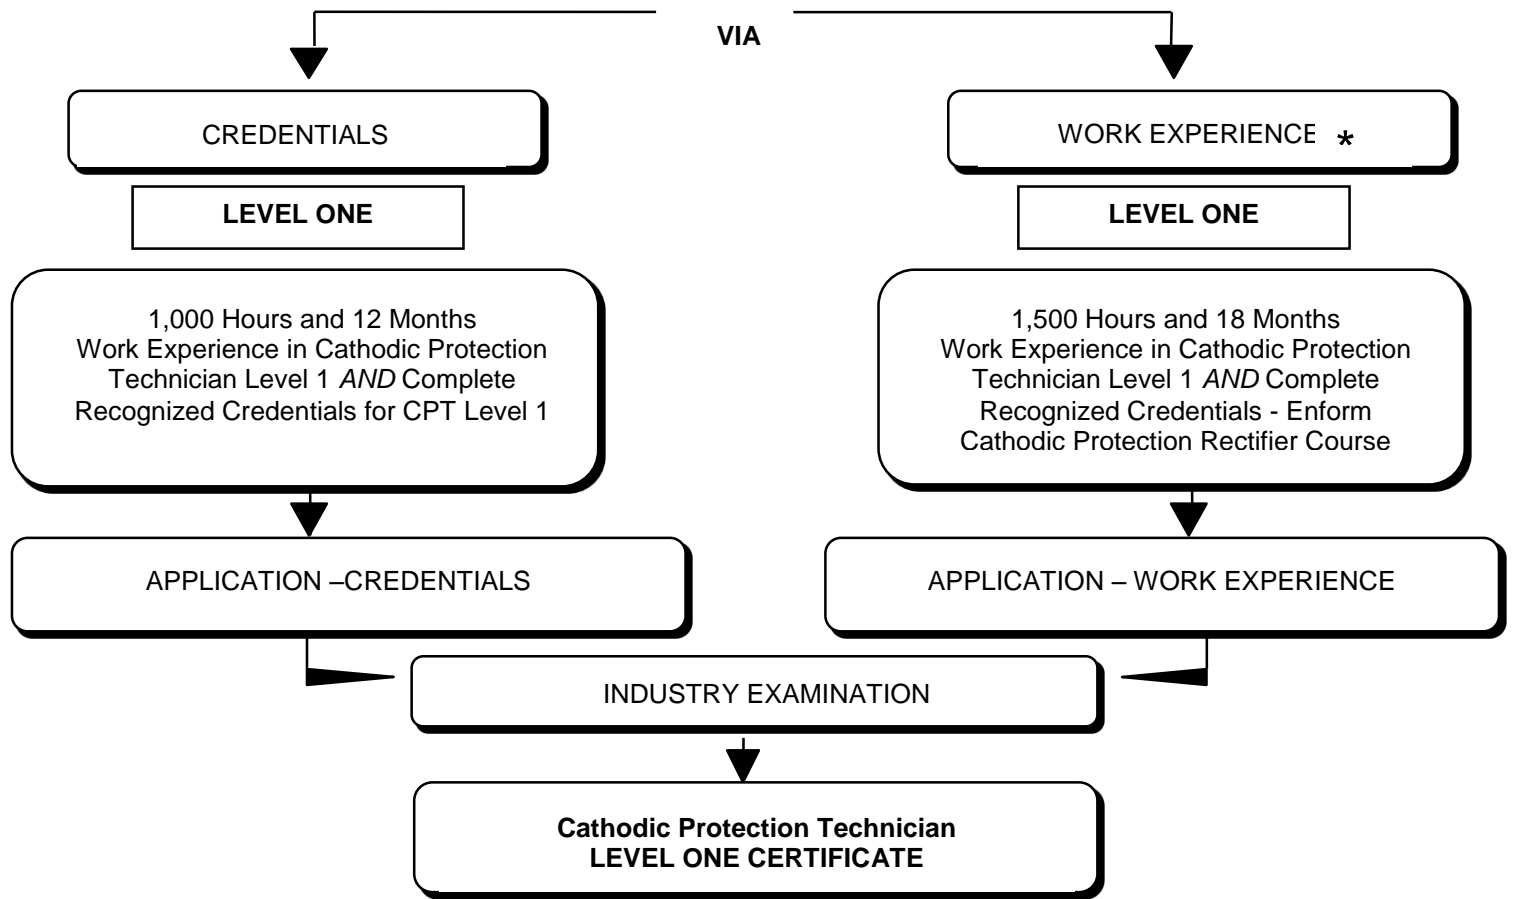 VIA
CREDENTIALS
WORK EXPERIENCE *
LEVEL ONE
LEVEL ONE
1,000 Hours and 12 Months
Work Experience in Cathodic Protection
Technician Level 1 AND Complete
Recognized Credentials for CPT Level 1
1,500 Hours and 18 Months
Work Experience in Cathodic Protection
Technician Level 1 AND Complete
Recognized Credentials - Enform
Cathodic Protection Rectifier Course
APPLICATION –CREDENTIALS
APPLICATION – WORK EXPERIENCE
INDUSTRY EXAMINATION
Cathodic Protection Technician
LEVEL ONE CERTIFICATE